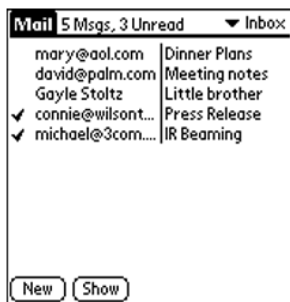 Mail 5 Msgs, 3 Unread Inbox
mary@aol.com Dinner Plans
david@palm.com Meeting notes
Gayle Stoltz Little brother
connie@wilsont... Press Release
michael@3com.... IR Beaming
New Show